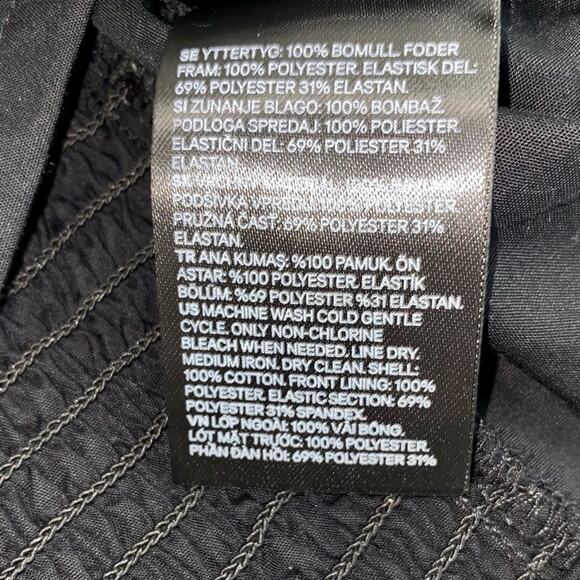 SE YTTERTYG: 100% BOMULL. FODER
FRAM: 100% POLYESTER. ELASTISK DEL:
69% POLYESTER 31% ELASTAN.
SI ZUNANJE BLAGO: 100% BOMBAŽ.
PODLOGA SPREDAJ: 100% POLIESTER.
ELASTIČNI DEL: 69% POLYESTER 31%
ELASTAN.
PODŠÍVKA
PRUŽNÁ ČASŤ: 69% POLYESTER 31%
ELASTAN.
TR ANA KUMAŞ: %100 PAMUK. ÖN
ASTAR: %100 POLYESTER. ELASTİK
BÖLÜM: %69 POLYESTER %31 ELASTAN.
US MACHINE WASH COLD GENTLE
CYCLE. ONLY NON-CHLORINE
BLEACH WHEN NEEDED. LINE DRY.
MEDIUM IRON. DRY CLEAN. SHELL:
100% COTTON. FRONT LINING: 100%
POLYESTER. ELASTIC SECTION: 69%
POLYESTER 31% SPANDEX.
VN LỚP NGOÀI: 100% VẢI BÔNG.
LÓT MẶT TRƯỚC: 100% POLYESTER.
PHẦN ĐÀN HỒI: 69% POLYESTER 31%